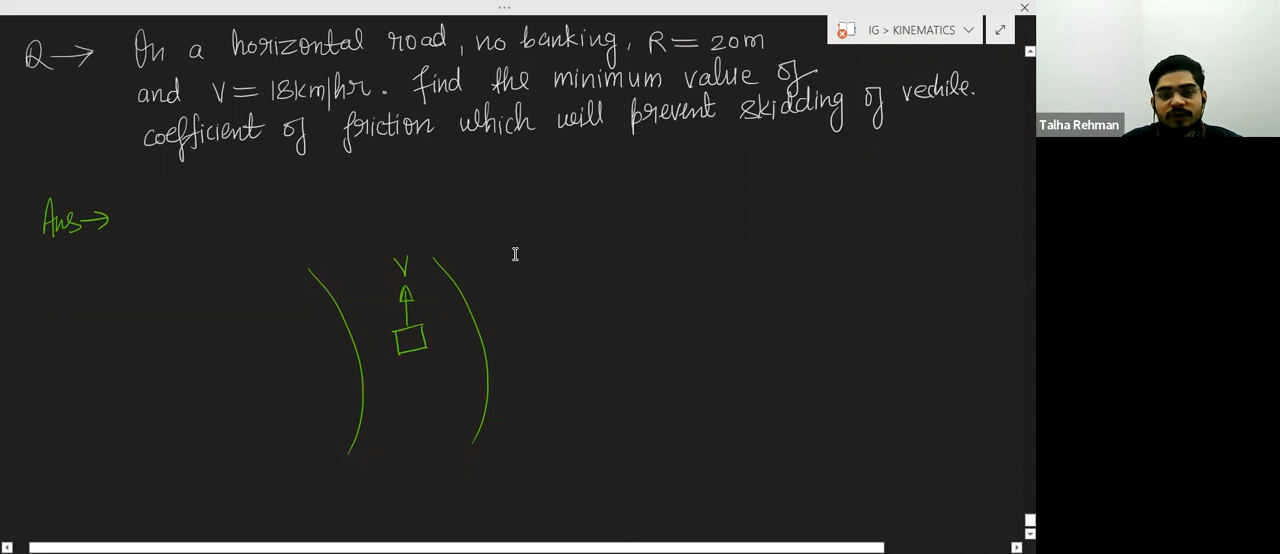 Q → On a horizontal road, no banking, R = 20m
and V = 18km/hr. find the minimum value of
coefficient of friction which will prevent skidding of vechile.
IG > KINEMATICS
Talha Rehman
Ans →
V